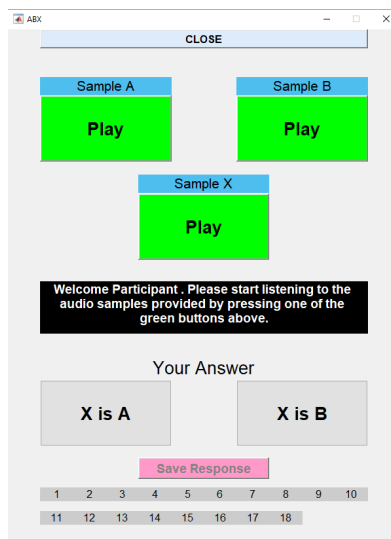 ABX
CLOSE
Sample A
Sample B
Play
Play
Sample X
Play
Welcome Participant . Please start listening to the
audio samples provided by pressing one of the
green buttons above.
Your Answer
X is A
X is B
Save Response
1 2 3 4 5 6 7 8 9 10
11 12 13 14 15 16 17 18